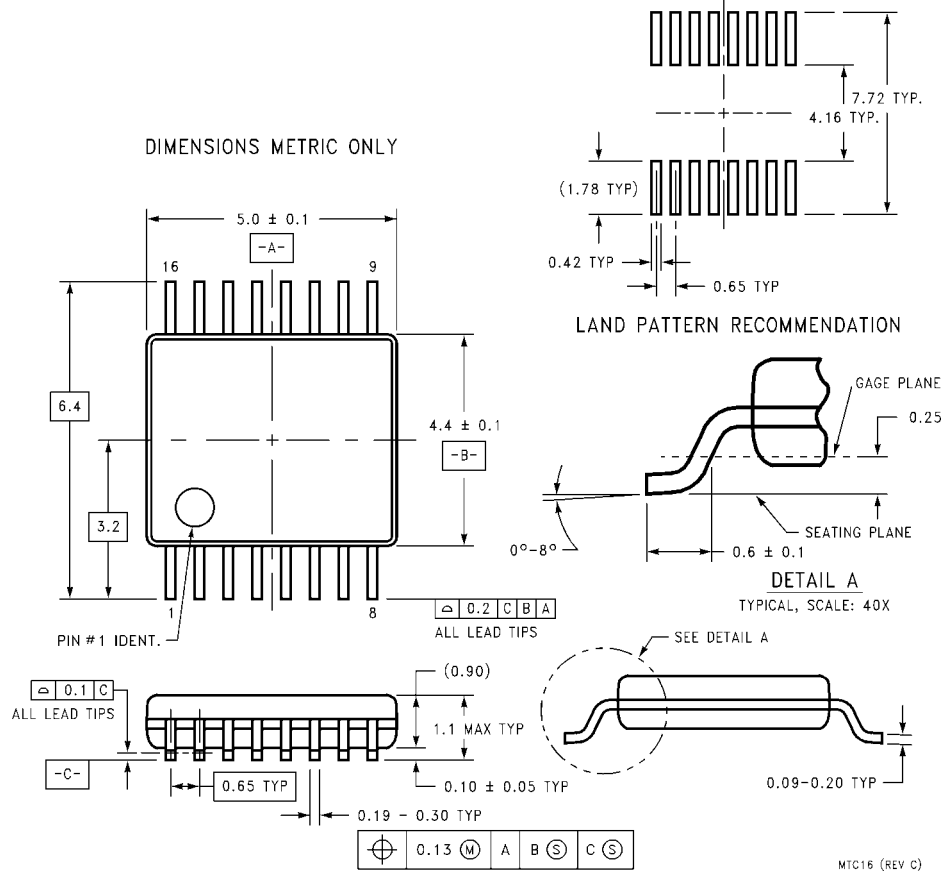 7.72 TYP.
4.16 TYP.
DIMENSIONS METRIC ONLY
(1.78 TYP)
5.0 ± 0.1
-A-
0.42 TYP
16
9
0.65 TYP
LAND PATTERN RECOMMENDATION
GAGE PLANE
6.4
0.25
4.4 ± 0.1
-B-
3.2
SEATING PLANE
0°-8°
0.6 ± 0.1
DETAIL A
TYPICAL, SCALE: 40X
1
8
⌓ 0.2 C B A
ALL LEAD TIPS
PIN #1 IDENT.
SEE DETAIL A
(0.90)
⌓ 0.1 C
ALL LEAD TIPS
1.1 MAX TYP
-C-
0.65 TYP
0.10 ± 0.05 TYP
0.09-0.20 TYP
0.19 - 0.30 TYP
⌖ 0.13 Ⓜ A B Ⓢ C Ⓢ
MTC16 (REV C)